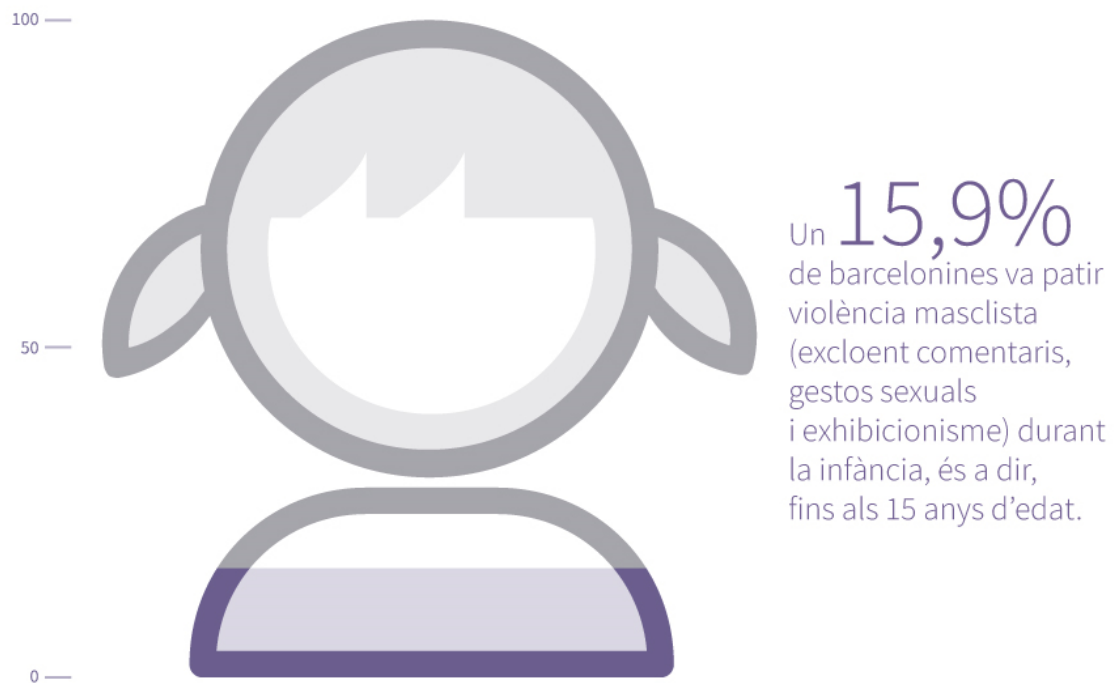 100
50
0
Un 15,9%
de barcelonines va patir
violència masclista
(excloent comentaris,
gestos sexuals
i exhibicionisme) durant
la infància, és a dir,
fins als 15 anys d’edat.